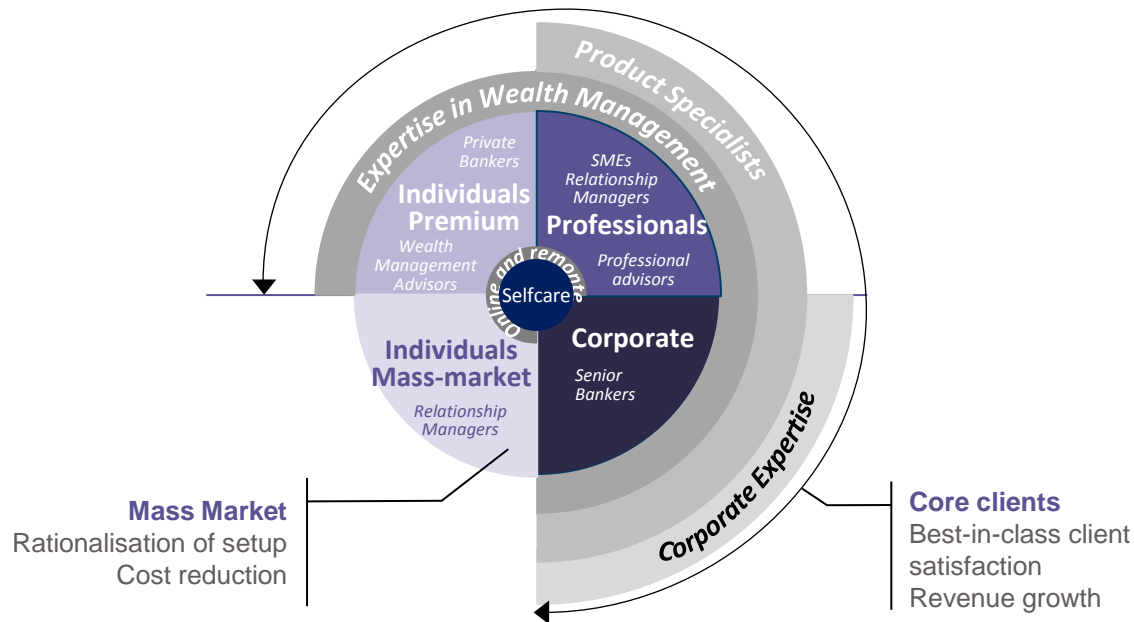 Product Specialists
Expertise in Wealth Management
Private
Bankers
Individuals
Premium
Wealth
Management
Advisors
SMEs
Relationship
Managers
Professionals
Professional
advisors
Online and remonte
Selfcare
Individuals
Mass-market
Relationship
Managers
Corporate
Senior
Bankers
Corporate Expertise
Mass Market
Rationalisation of setup
Cost reduction
Core clients
Best-in-class client
satisfaction
Revenue growth